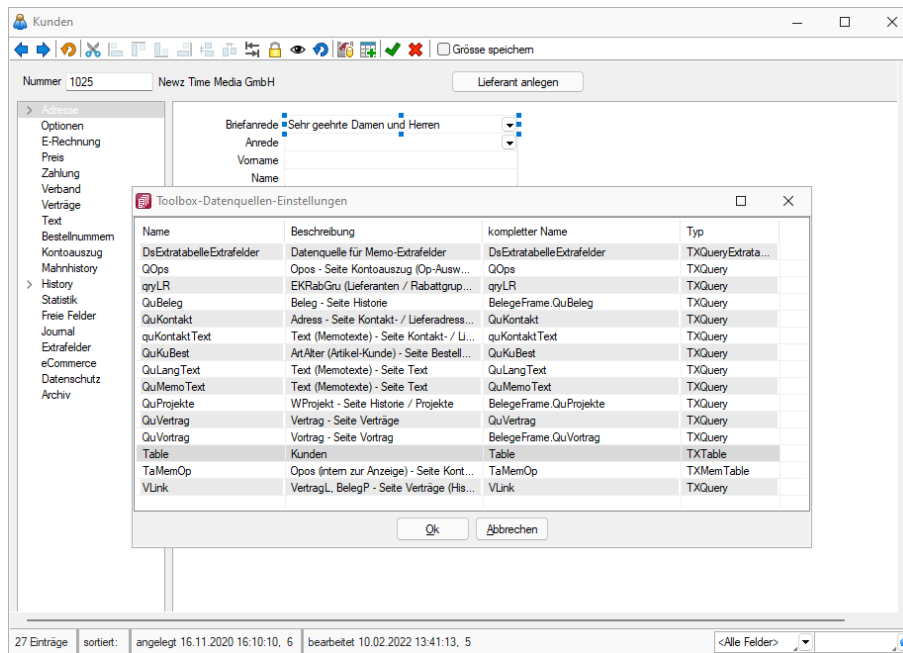 Kunden
Grösse speichern
Nummer 1025 Newz Time Media GmbH Lieferant anlegen
Adresse
Optionen
E-Rechnung
Preis
Zahlung
Verband
Verträge
Text
Bestellnummern
Kontoauszug
Mahnhistory
History
Statistik
Freie Felder
Journal
Extrafelder
eCommerce
Datenschutz
Archiv
Briefanrede Sehr geehrte Damen und Herren
Anrede
Vorname
Name
Toolbox-Datenquellen-Einstellungen
Name Beschreibung kompletter Name Typ
DsExtratabelleExtrafelder Datenquelle für Memo-Extrafelder DsExtratabelleExtrafelder TXQueryExtrata...
QOps Opos - Seite Kontoauszug (Op-Ausw... QOps TXQuery
qryLR EKRabGru (Lieferanten / Rabattgrup... qryLR TXQuery
QuBeleg Beleg - Seite Historie BelegeFrame.QuBeleg TXQuery
QuKontakt Adress - Seite Kontakt- / Lieferadress... QuKontakt TXQuery
quKontaktText Text (Memotexte) - Seite Kontakt- / Li... quKontaktText TXQuery
QuKuBest ArtAlter (Artikel-Kunde) - Seite Bestell... QuKuBest TXQuery
QuLangText Text (Memotexte) - Seite Text QuLangText TXQuery
QuMemoText Text (Memotexte) - Seite Text QuMemoText TXQuery
QuProjekte WProjekt - Seite Historie / Projekte BelegeFrame.QuProjekte TXQuery
QuVertrag Vertrag - Seite Verträge QuVertrag TXQuery
QuVortrag Vortrag - Seite Vortrag BelegeFrame.QuVortrag TXQuery
Table Kunden Table TXTable
TaMemOp Opos (intern zur Anzeige) - Seite Kont... TaMemOp TXMemTable
VLink VertragL, BelegP - Seite Verträge (His... VLink TXQuery
Ok Abbrechen
27 Einträge sortiert: angelegt 16.11.2020 16:10:10, 6 bearbeitet 10.02.2022 13:41:13, 5 <Alle Felder>